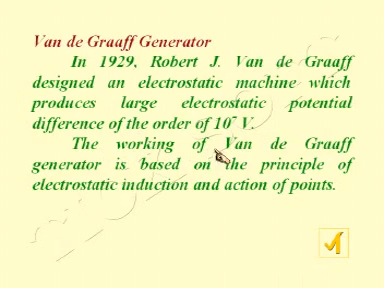 Van de Graaff Generator
In 1929, Robert J. Van de Graaff
designed an electrostatic machine which
produces large electrostatic potential
difference of the order of 10⁷ V.
The working of Van de Graaff
generator is based on the principle of
electrostatic induction and action of points.